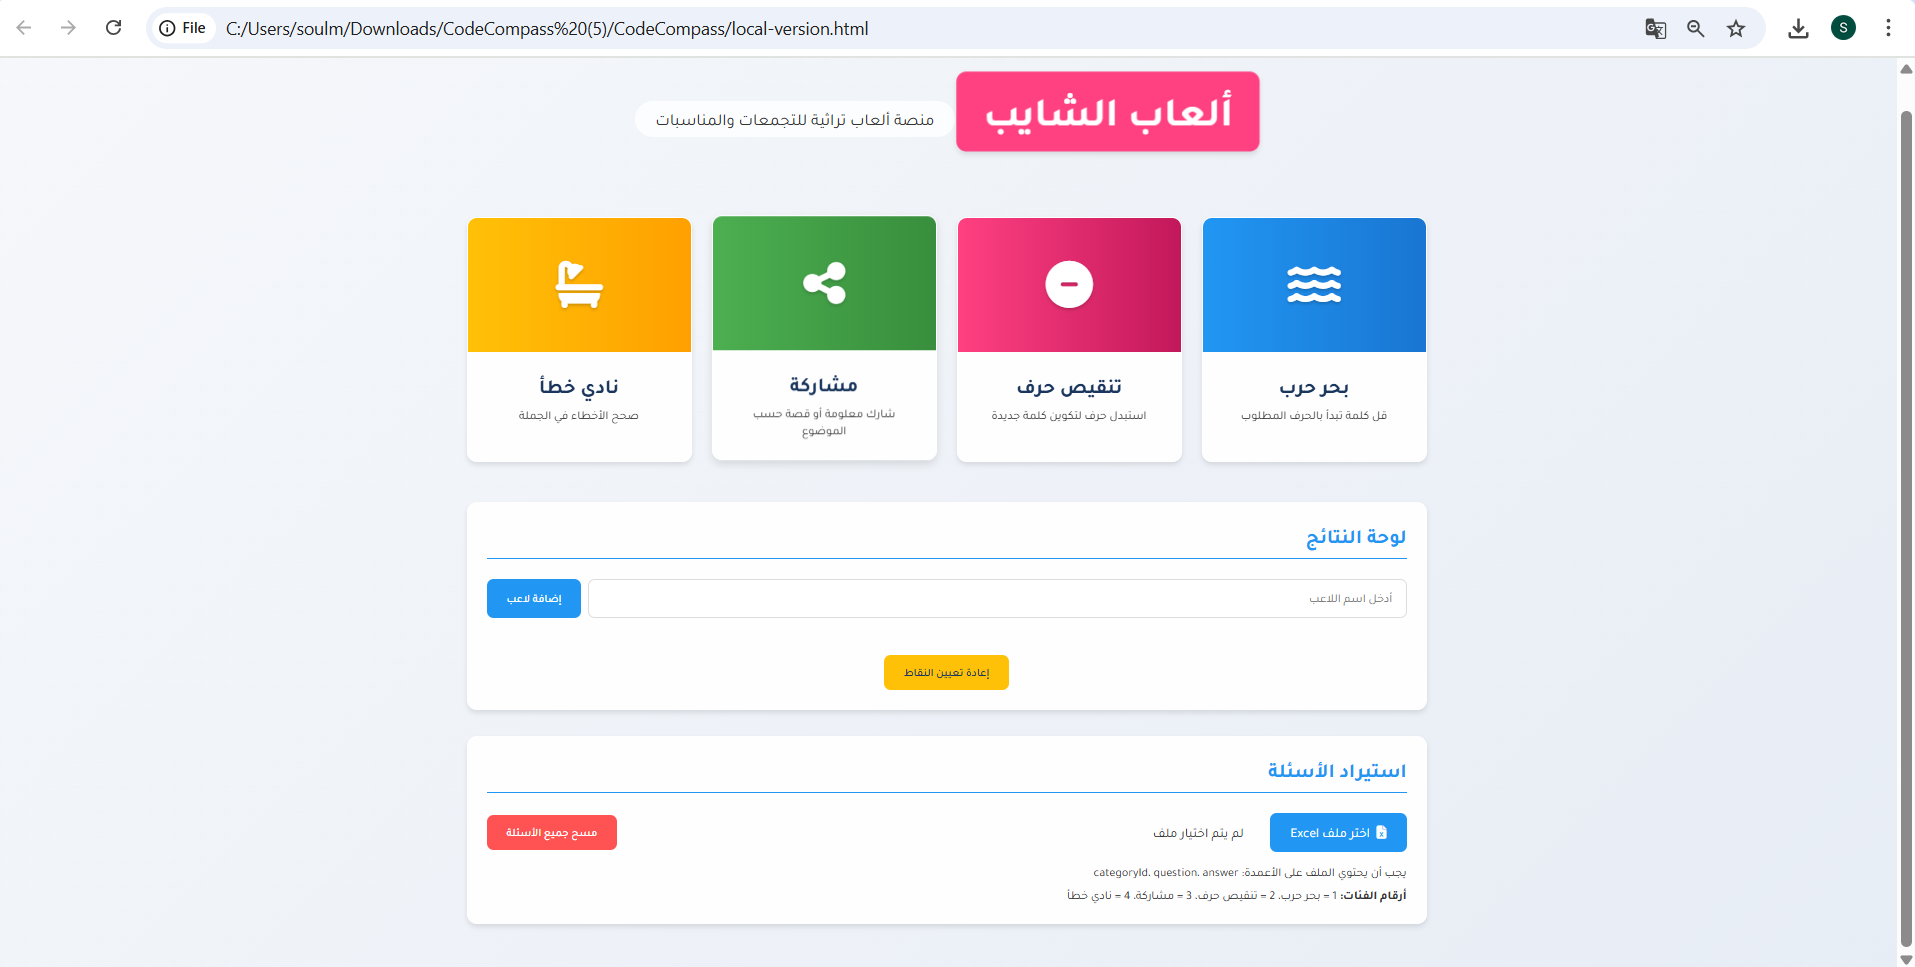 File
C:/Users/soulm/Downloads/CodeCompass%20(5)/CodeCompass/local-version.html
S
ألعاب الشايب
منصة ألعاب تراثية للتجمعات والمناسبات
بحر حرب
قل كلمة تبدأ بالحرف المطلوب
تنقيص حرف
استبدل حرف لتكوين كلمة جديدة
مشاركة
شارك معلومة أو قصة حسب
الموضوع
نادي خطأ
صحح الأخطاء في الجملة
لوحة النتائج
أدخل اسم اللاعب
إضافة لاعب
إعادة تعيين النقاط
استيراد الأسئلة
اختر ملف Excel
لم يتم اختيار ملف
مسح جميع الأسئلة
يجب أن يحتوي الملف على الأعمدة: categoryId, question, answer
أرقام الفئات: 1 = بحر حرب، 2 = تنقيص حرف، 3 = مشاركة، 4 = نادي خطأ